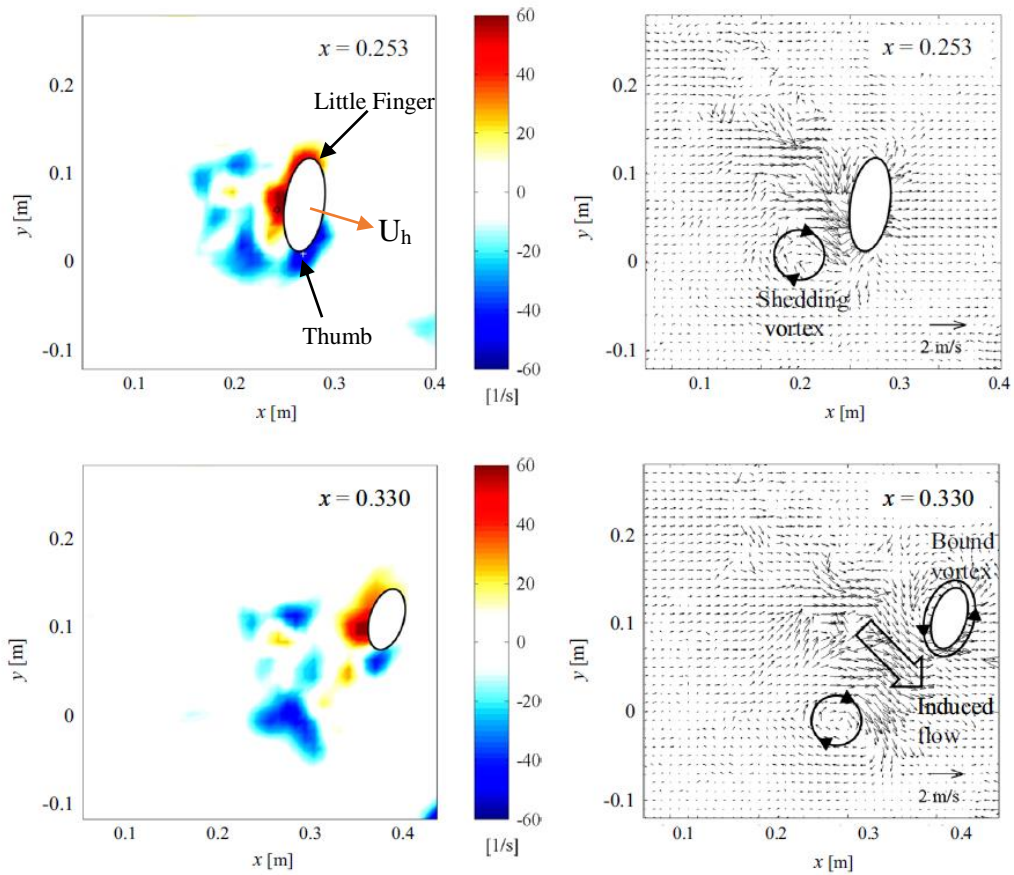 x = 0.253
Little Finger
U_h
Thumb
y [m]
0.2
0.1
0
-0.1
0.1
0.2
0.3
0.4
x [m]
60
40
20
0
-20
-40
-60
[1/s]
x = 0.253
Shedding
vortex
2 m/s
y [m]
0.2
0.1
0
-0.1
0.1
0.2
0.3
0.4
x [m]
x = 0.330
y [m]
0.2
0.1
0
-0.1
0.1
0.2
0.3
0.4
x [m]
60
40
20
0
-20
-40
-60
[1/s]
x = 0.330
Bound
vortex
Induced
flow
2 m/s
y [m]
0.2
0.1
0
-0.1
0.1
0.2
0.3
0.4
x [m]